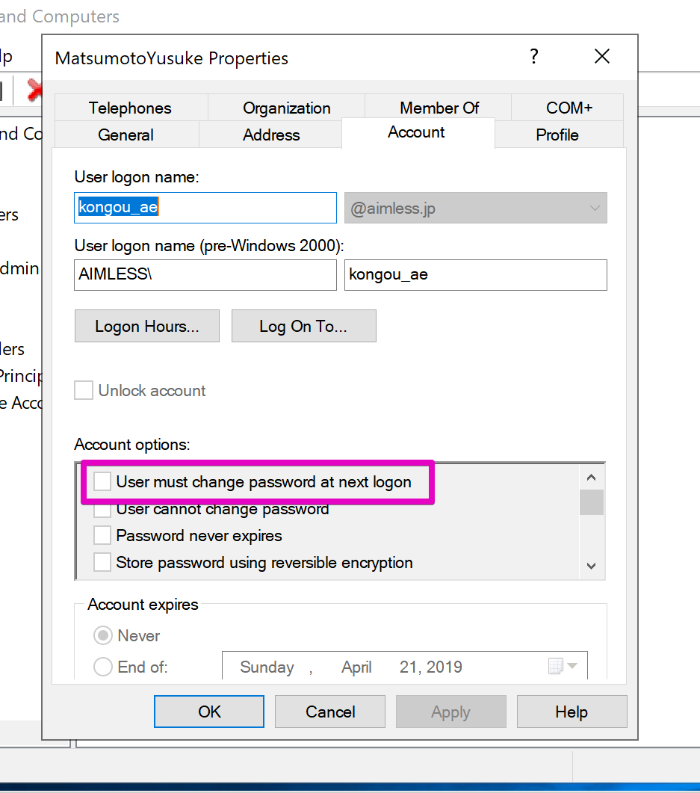 and Computers
lp
MatsumotoYusuke Properties
?
Telephones Organization Member Of COM+
General Address Account Profile
and Co
User logon name:
kongou_ae @aimless.jp
ers
User logon name (pre-Windows 2000):
dmin
AIMLESS\ kongou_ae
Logon Hours... Log On To...
ders
Princip
Unlock account
e Acco
Account options:
User must change password at next logon
User cannot change password
Password never expires
Store password using reversible encryption
Account expires
Never
End of: Sunday , April 21, 2019
OK Cancel Apply Help